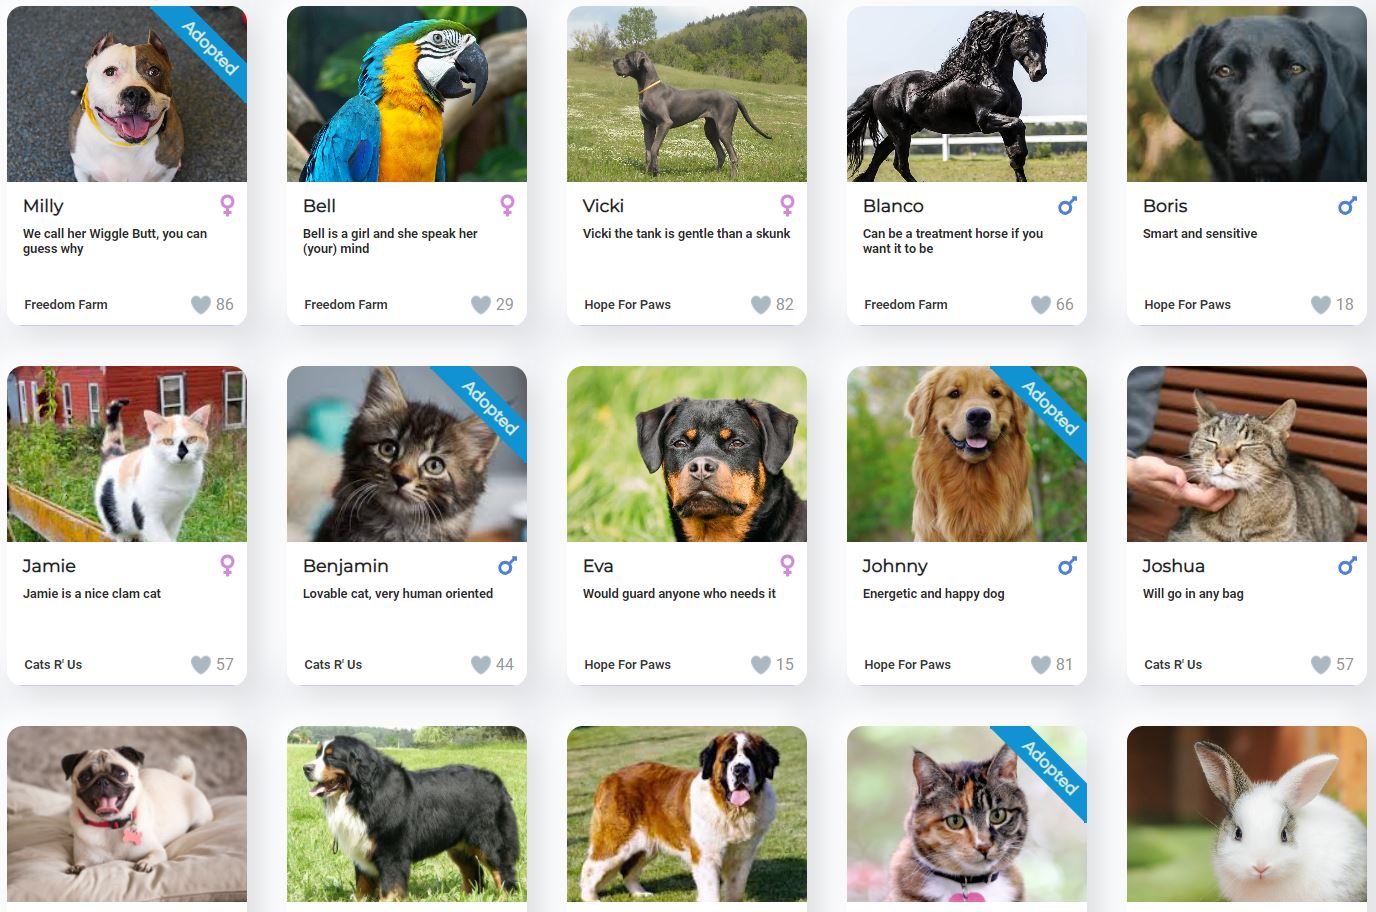 Adopted
Milly
We call her Wiggle Butt, you can
guess why
Freedom Farm
86
Bell
Bell is a girl and she speak her
(your) mind
Freedom Farm
29
Vicki
Vicki the tank is gentle than a skunk
Hope For Paws
82
Blanco
Can be a treatment horse if you
want it to be
Freedom Farm
66
Boris
Smart and sensitive
Hope For Paws
18
Jamie
Jamie is a nice clam cat
Cats R' Us
57
Adopted
Benjamin
Lovable cat, very human oriented
Cats R' Us
44
Eva
Would guard anyone who needs it
Hope For Paws
15
Adopted
Johnny
Energetic and happy dog
Hope For Paws
81
Joshua
Will go in any bag
Cats R' Us
57
Adopted